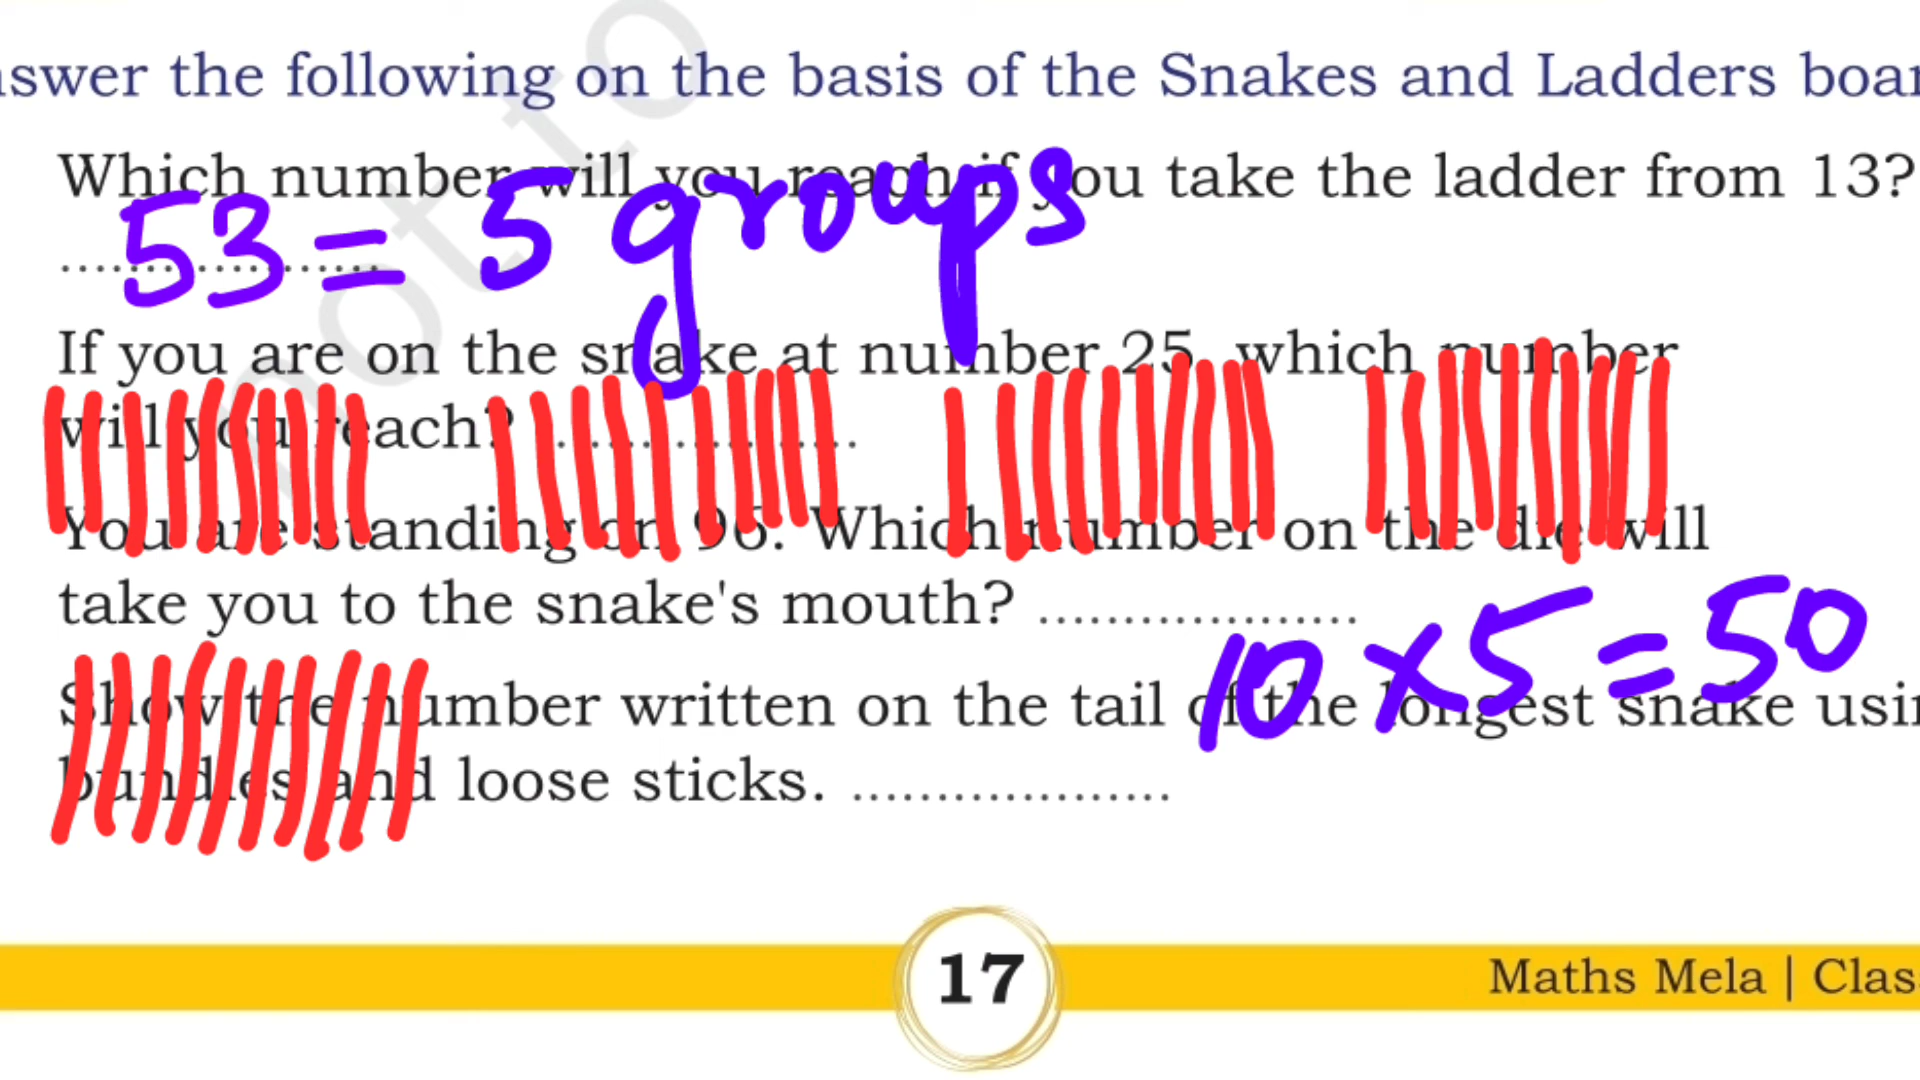 nswer the following on the basis of the Snakes and Ladders boar
Which number will you reach if you take the ladder from 13?
53 = 5 groups
...................
If you are on the snake at number 25, which number
will you reach? ...................
You are standing on 96. Which number on the die will
take you to the snake's mouth? ...................
10 x 5 = 50
Show the number written on the tail of the longest snake usin
bundles and loose sticks. ...................
not to
17
Maths Mela | Clas